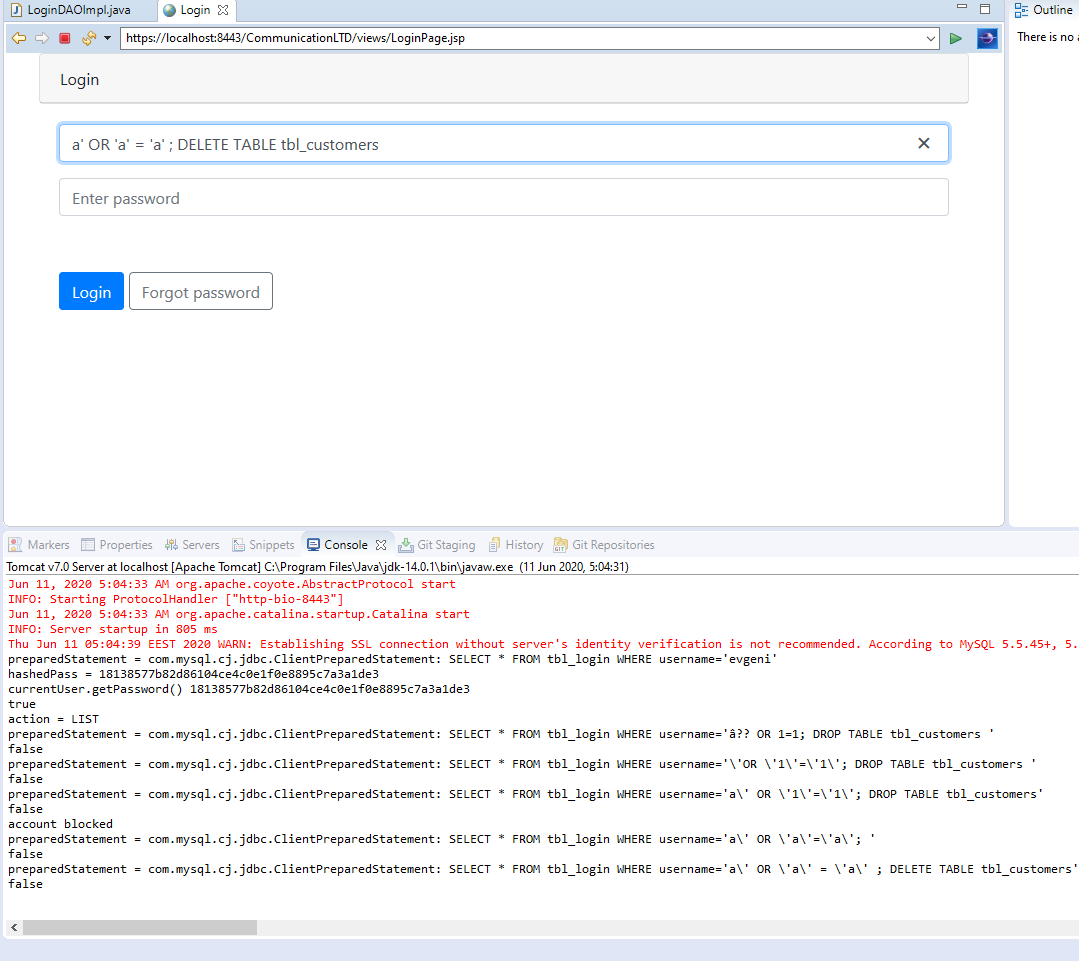 LoginDAOImpl.java
Login
Outline
https://localhost:8443/CommunicationLTD/views/LoginPage.jsp
There is no a
Login
a' OR 'a' = 'a' ; DELETE TABLE tbl_customers
Enter password
Login
Forgot password
Markers
Properties
Servers
Snippets
Console
Git Staging
History
Git Repositories
Tomcat v7.0 Server at localhost [Apache Tomcat] C:\Program Files\Java\jdk-14.0.1\bin\javaw.exe (11 Jun 2020, 5:04:31)
Jun 11, 2020 5:04:33 AM org.apache.coyote.AbstractProtocol start
INFO: Starting ProtocolHandler ["http-bio-8443"]
Jun 11, 2020 5:04:33 AM org.apache.catalina.startup.Catalina start
INFO: Server startup in 805 ms
Thu Jun 11 05:04:39 EEST 2020 WARN: Establishing SSL connection without server's identity verification is not recommended. According to MySQL 5.5.45+, 5.
preparedStatement = com.mysql.cj.jdbc.ClientPreparedStatement: SELECT * FROM tbl_login WHERE username='evgeni'
hashedPass = 18138577b82d86104ce4c0e1f0e8895c7a3a1de3
currentUser.getPassword() 18138577b82d86104ce4c0e1f0e8895c7a3a1de3
true
action = LIST
preparedStatement = com.mysql.cj.jdbc.ClientPreparedStatement: SELECT * FROM tbl_login WHERE username='â?? OR 1=1; DROP TABLE tbl_customers '
false
preparedStatement = com.mysql.cj.jdbc.ClientPreparedStatement: SELECT * FROM tbl_login WHERE username='\'OR \'1\'=\'1\'; DROP TABLE tbl_customers '
false
preparedStatement = com.mysql.cj.jdbc.ClientPreparedStatement: SELECT * FROM tbl_login WHERE username='a\' OR \'1\'=\'1\'; DROP TABLE tbl_customers'
false
account blocked
preparedStatement = com.mysql.cj.jdbc.ClientPreparedStatement: SELECT * FROM tbl_login WHERE username='a\' OR \'a\'=\'a\'; '
false
preparedStatement = com.mysql.cj.jdbc.ClientPreparedStatement: SELECT * FROM tbl_login WHERE username='a\' OR \'a\' = \'a\' ; DELETE TABLE tbl_customers'
false